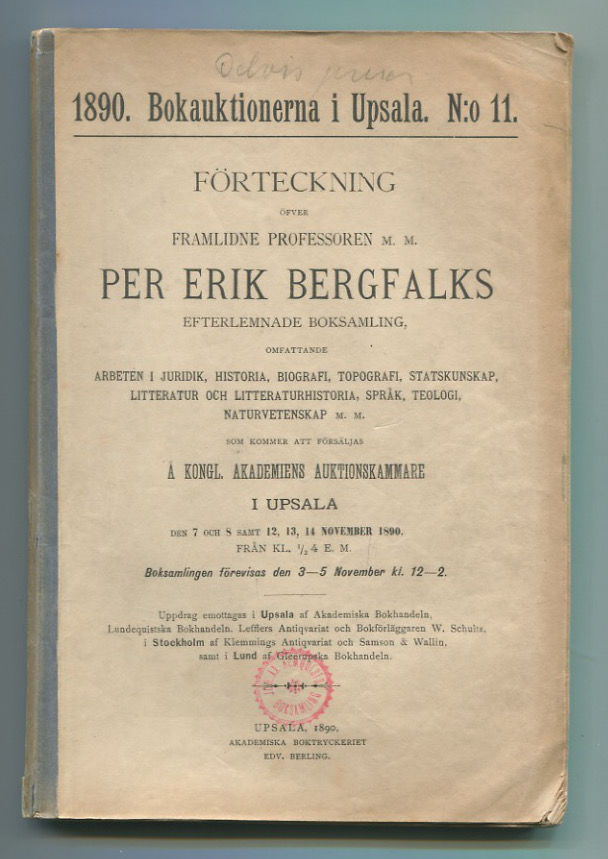 Delvis priser
1890. Bokauktionerna i Upsala. N:o 11.
FÖRTECKNING
ÖFVER
FRAMLIDNE PROFESSOREN M. M.
PER ERIK BERGFALKS
EFTERLEMNADE BOKSAMLING,
OMFATTANDE
ARBETEN I JURIDIK, HISTORIA, BIOGRAFI, TOPOGRAFI, STATSKUNSKAP,
LITTERATUR OCH LITTERATURHISTORIA, SPRÅK, TEOLOGI,
NATURVETENSKAP M. M.
SOM KOMMER ATT FÖRSÄLJAS
Å KONGL. AKADEMIENS AUKTIONSKAMMARE
I UPSALA
DEN 7 OCH 8 SAMT 12, 13, 14 NOVEMBER 1890.
FRÅN KL. ½ 4 E. M.
Boksamlingen förevisas den 3—5 November kl. 12—2.
Uppdrag emottagas i Upsala af Akademiska Bokhandeln,
Lundequistska Bokhandeln. Lefflers Antiqvariat och Bokförläggaren W. Schultz,
i Stockholm af Klemmings Antiqvariat och Samson & Wallin,
samt i Lund af Gleerupska Bokhandeln.
BOKSAMLING
UPSALA, 1890,
AKADEMISKA BOKTRYCKERIET
EDV. BERLING.